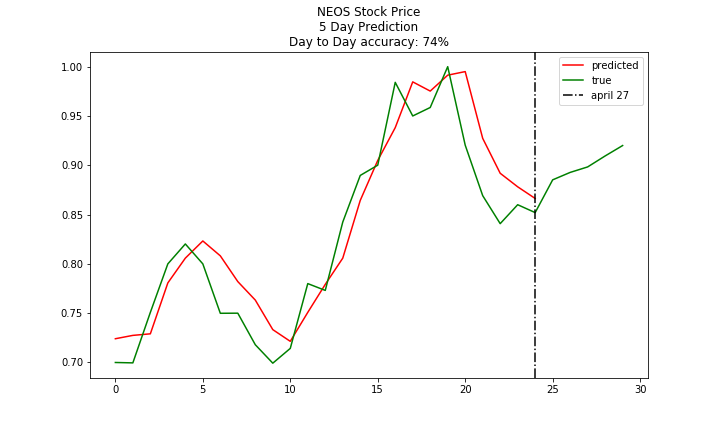 NEOS Stock Price
5 Day Prediction
Day to Day accuracy: 74%
1.00
0.95
0.90
0.85
0.80
0.75
0.70
predicted
true
april 27
0 5 10 15 20 25 30